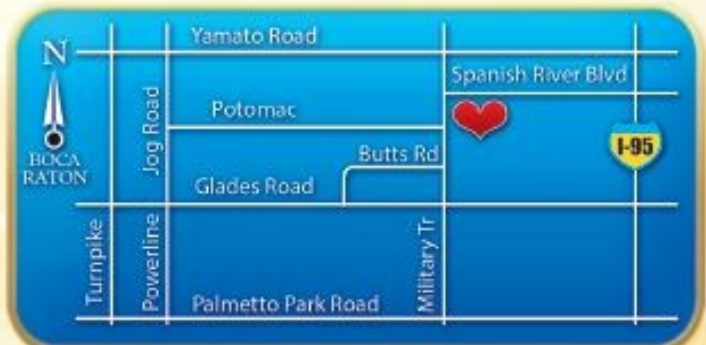 Yamato Road
N
Spanish River Blvd
Potomac
Jog Road
BOCA
RATON
Butts Rd
I-95
Glades Road
Turnpike
Powerline
Military Tr
Palmetto Park Road